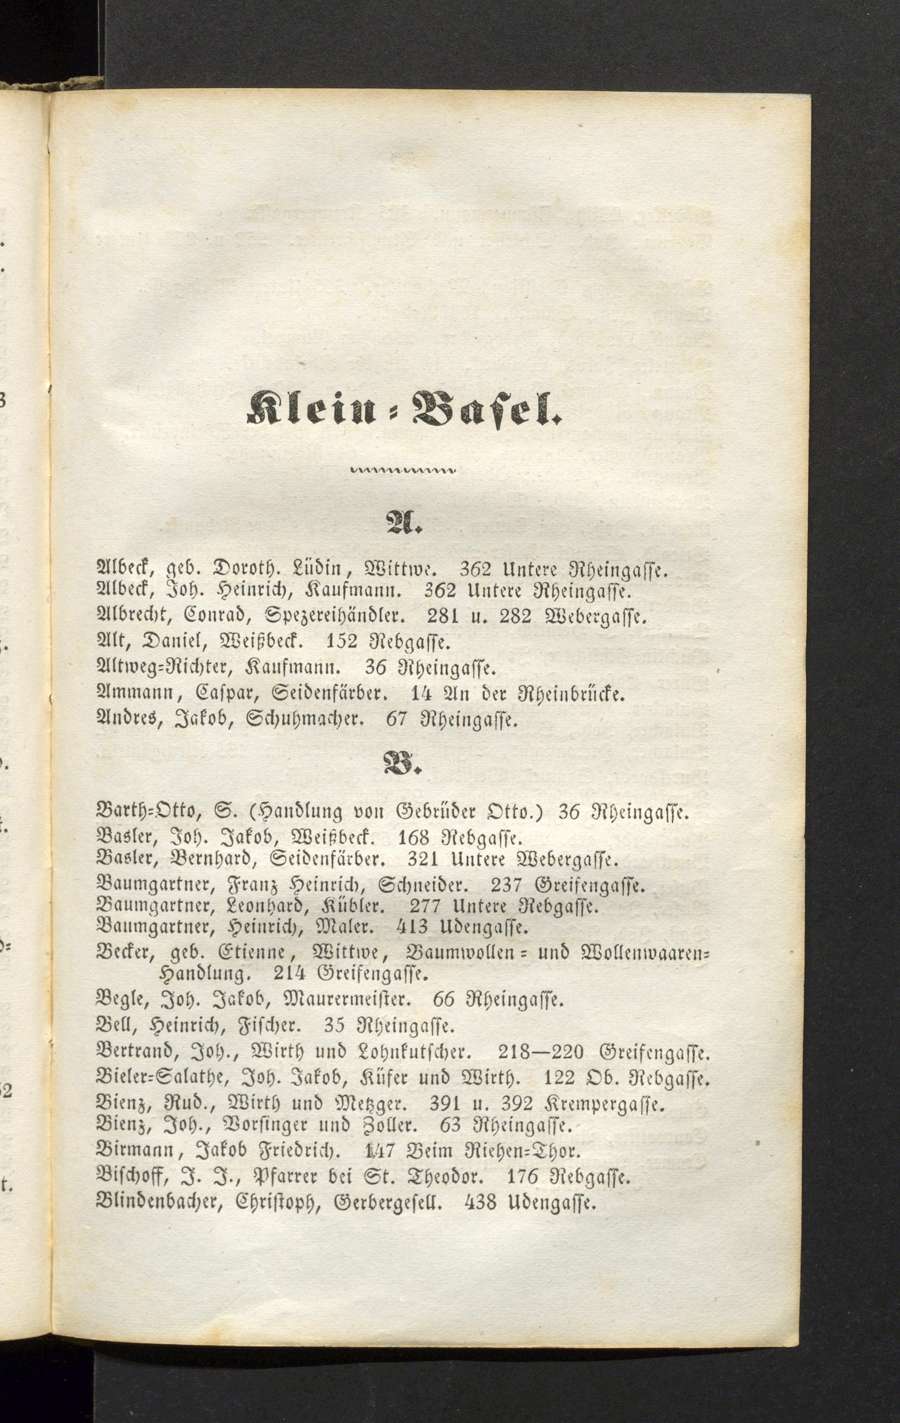 Klein-Basel.
A.
Albeck, geb. Doroth. Lüdin, Wittwe. 362 Untere Rheingasse.
Albeck, Joh. Heinrich, Kaufmann. 362 Untere Rheingasse.
Albrecht, Conrad, Spezereihändler. 281 u. 282 Webergasse.
Alt, Daniel, Weißbeck. 152 Rebgasse.
Altweg-Richter, Kaufmann. 36 Rheingasse.
Ammann, Caspar, Seidenfärber. 14 An der Rheinbrücke.
Andres, Jakob, Schuhmacher. 67 Rheingasse.
B.
Barth-Otto, S. (Handlung von Gebrüder Otto.) 36 Rheingasse.
Basler, Joh. Jakob, Weißbeck. 168 Rebgasse.
Basler, Bernhard, Seidenfärber. 321 Untere Webergasse.
Baumgartner, Franz Heinrich, Schneider. 237 Greifengasse.
Baumgartner, Leonhard, Kübler. 277 Untere Rebgasse.
Baumgartner, Heinrich, Maler. 413 Udengasse.
Becker, geb. Etienne, Wittwe, Baumwollen- und Wollenwaaren-
Handlung. 214 Greifengasse.
Begle, Joh. Jakob, Maurermeister. 66 Rheingasse.
Bell, Heinrich, Fischer. 35 Rheingasse.
Bertrand, Joh., Wirth und Lohnkutscher. 218—220 Greifengasse.
Bieler-Salathe, Joh. Jakob, Küfer und Wirth. 122 Ob. Rebgasse.
Bienz, Rud., Wirth und Metzger. 391 u. 392 Krempergasse.
Bienz, Joh., Vorsinger und Zoller. 63 Rheingasse.
Birmann, Jakob Friedrich. 147 Beim Riehen-Thor.
Bischoff, J. J., Pfarrer bei St. Theodor. 176 Rebgasse.
Blindenbacher, Christoph, Gerbergesell. 438 Udengasse.